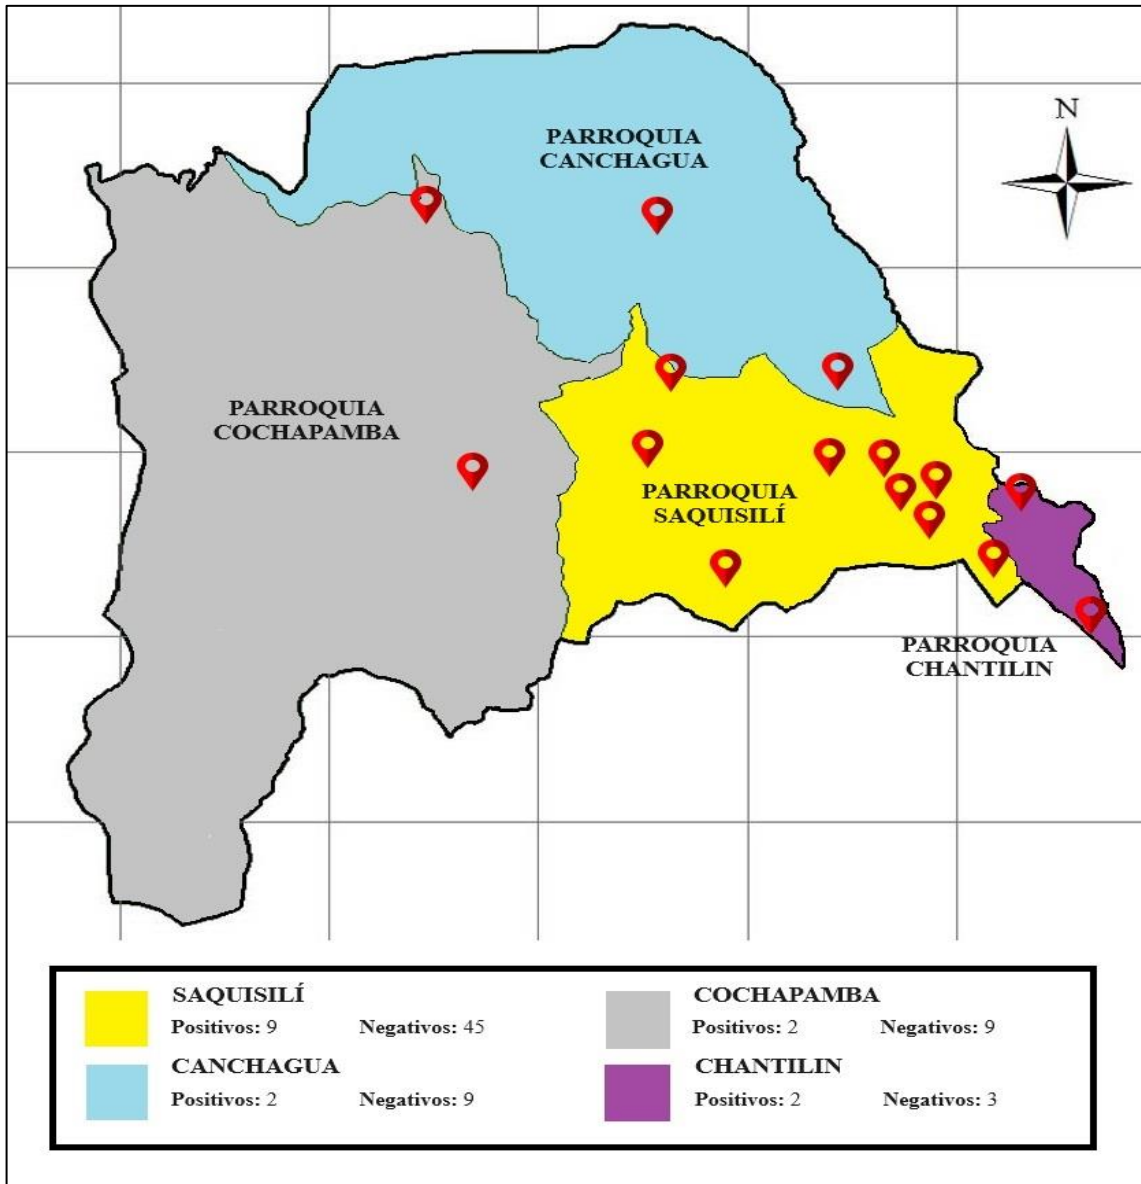 PARROQUIA
CANCHAGUA
N
PARROQUIA
COCHAPAMBA
PARROQUIA
SAQUISILÍ
PARROQUIA
CHANTILIN
SAQUISILÍ
Positivos: 9 Negativos: 45
COCHAPAMBA
Positivos: 2 Negativos: 9
CANCHAGUA
Positivos: 2 Negativos: 9
CHANTILIN
Positivos: 2 Negativos: 3